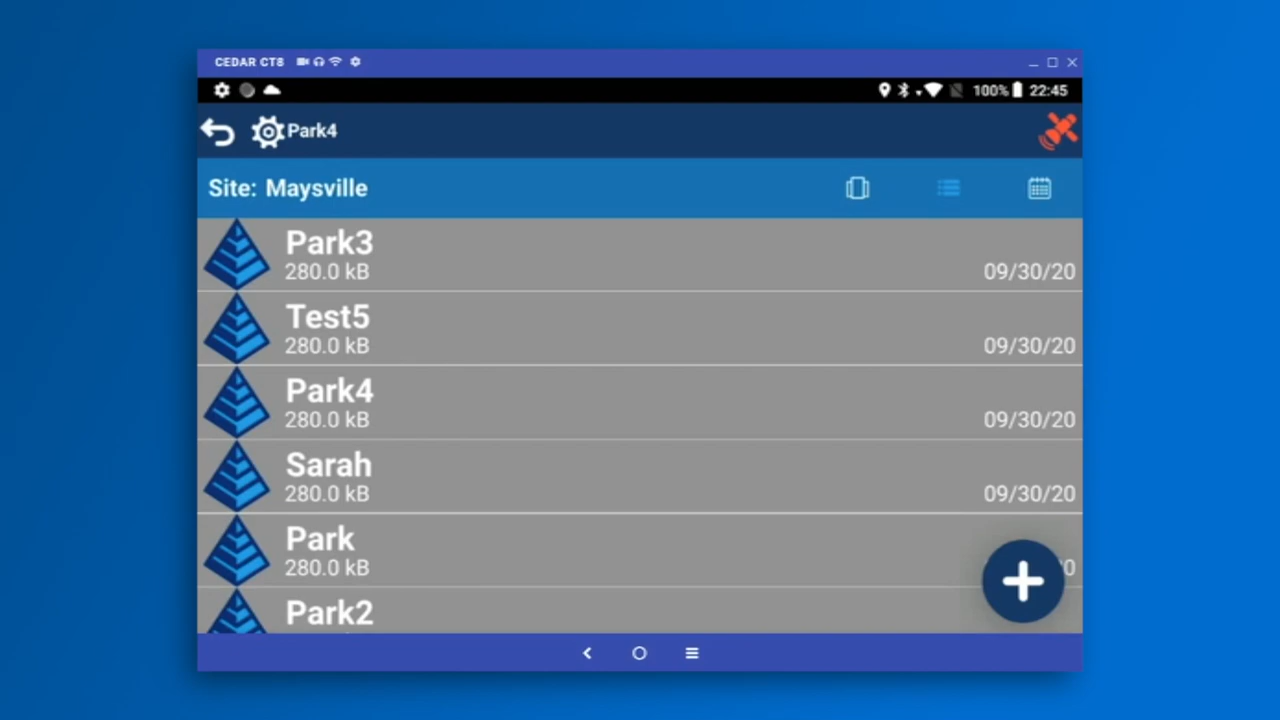 CEDAR CT8
100% 22:45
Park4
Site: Maysville
Park3
280.0 kB 09/30/20
Test5
280.0 kB 09/30/20
Park4
280.0 kB 09/30/20
Sarah
280.0 kB 09/30/20
Park
280.0 kB 0
Park2